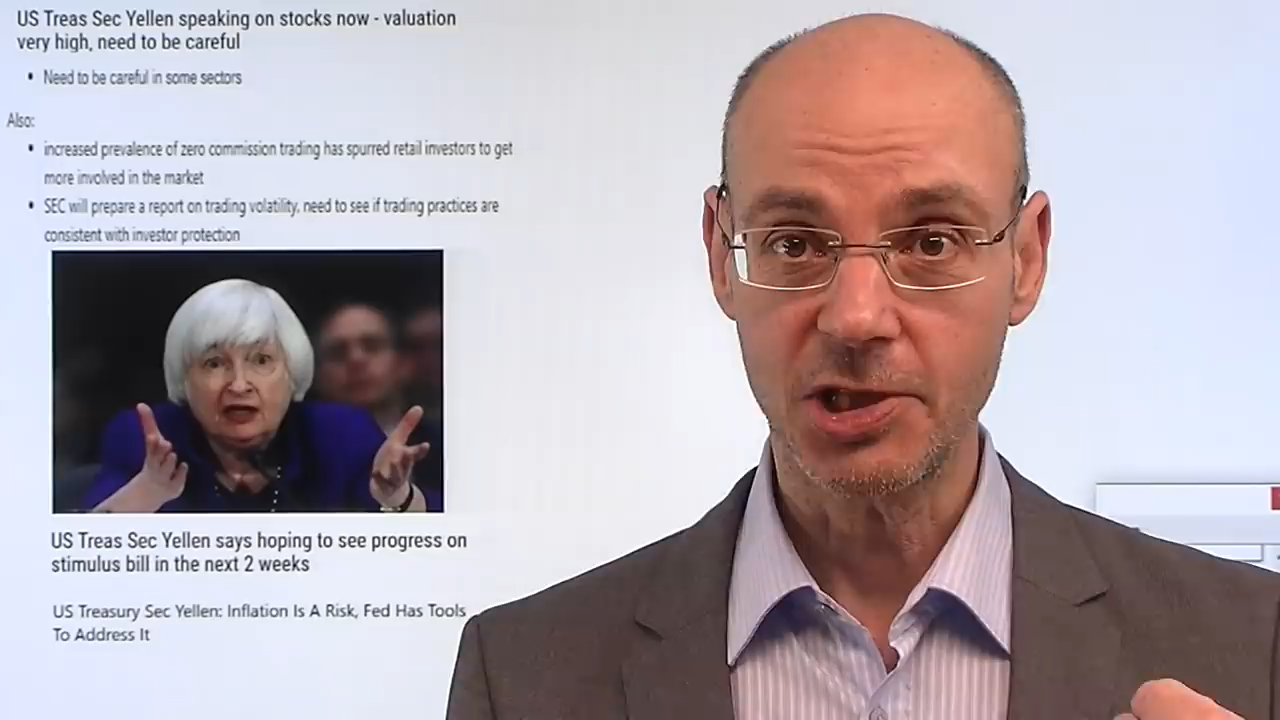 US Treas Sec Yellen speaking on stocks now - valuation
very high, need to be careful
• Need to be careful in some sectors
Also:
• increased prevalence of zero commission trading has spurred retail investors to get
more involved in the market
• SEC will prepare a report on trading volatility, need to see if trading practices are
consistent with investor protection
US Treas Sec Yellen says hoping to see progress on
stimulus bill in the next 2 weeks
US Treasury Sec Yellen: Inflation Is A Risk, Fed Has Tools
To Address It